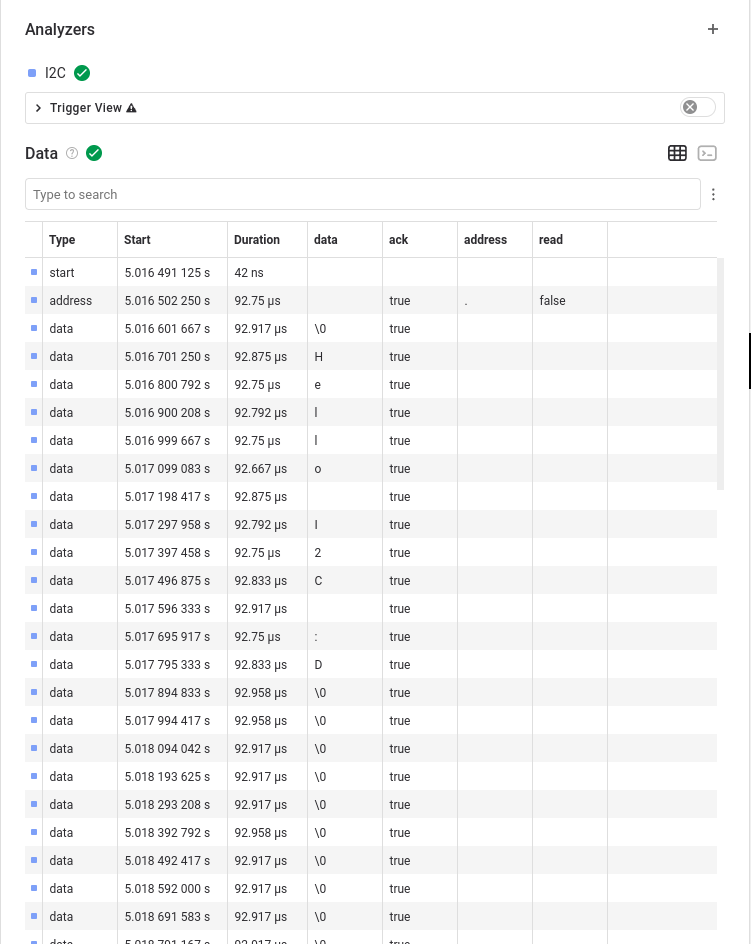 Analyzers
I2C
Trigger View
Data
Type to search
Type Start Duration data ack address read
start 5.016 491 125 s 42 ns
address 5.016 502 250 s 92.75 µs true . false
data 5.016 601 667 s 92.917 µs \0 true
data 5.016 701 250 s 92.875 µs H true
data 5.016 800 792 s 92.75 µs e true
data 5.016 900 208 s 92.792 µs l true
data 5.016 999 667 s 92.75 µs l true
data 5.017 099 083 s 92.667 µs o true
data 5.017 198 417 s 92.875 µs true
data 5.017 297 958 s 92.792 µs I true
data 5.017 397 458 s 92.75 µs 2 true
data 5.017 496 875 s 92.833 µs C true
data 5.017 596 333 s 92.917 µs true
data 5.017 695 917 s 92.75 µs : true
data 5.017 795 333 s 92.833 µs D true
data 5.017 894 833 s 92.958 µs \0 true
data 5.017 994 417 s 92.958 µs \0 true
data 5.018 094 042 s 92.917 µs \0 true
data 5.018 193 625 s 92.917 µs \0 true
data 5.018 293 208 s 92.917 µs \0 true
data 5.018 392 792 s 92.958 µs \0 true
data 5.018 492 417 s 92.917 µs \0 true
data 5.018 592 000 s 92.917 µs \0 true
data 5.018 691 583 s 92.917 µs \0 true